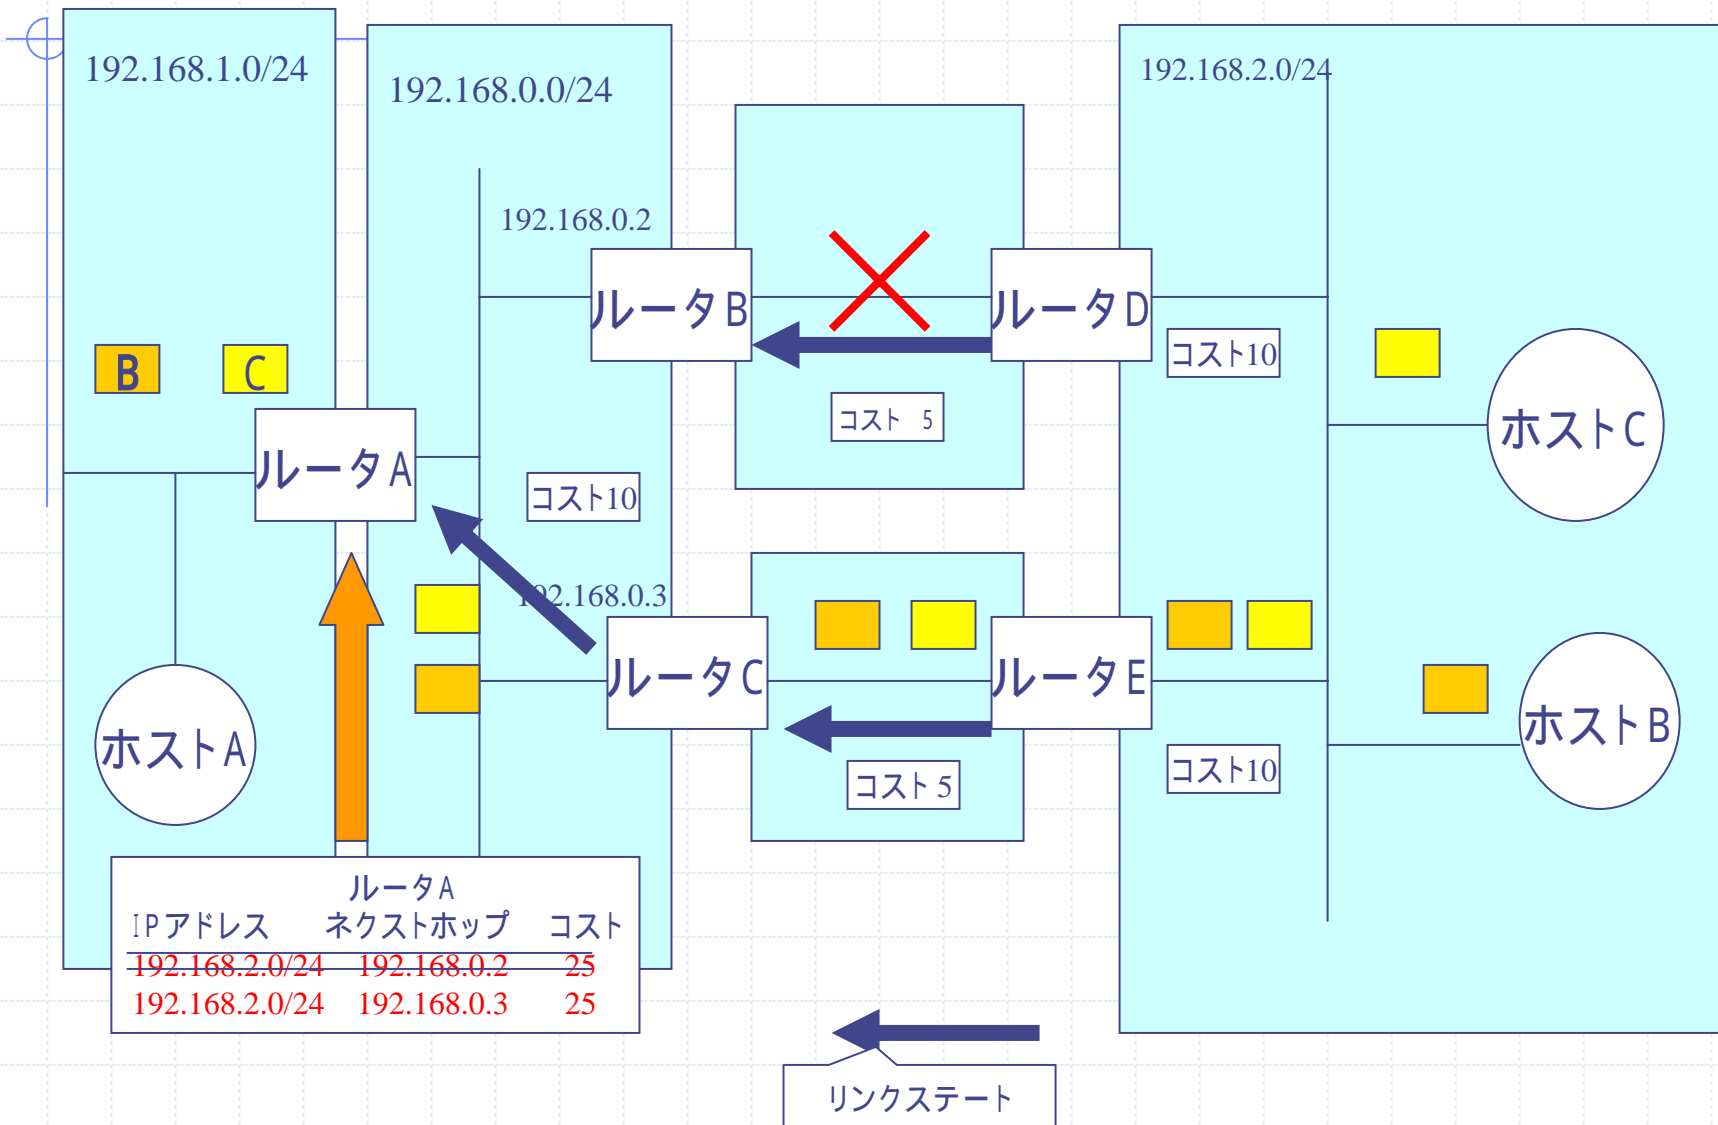 192.168.1.0/24
192.168.0.0/24
192.168.2.0/24
192.168.0.2
ルータB
ルータD
コスト10
B
C
コスト 5
ホストC
ルータA
コスト10
192.168.0.3
ルータC
ルータE
ホストA
ホストB
コスト10
コスト 5
ルータA
IPアドレス ネクストホップ コスト
192.168.2.0/24 192.168.0.2 25
192.168.2.0/24 192.168.0.3 25
リンクステート